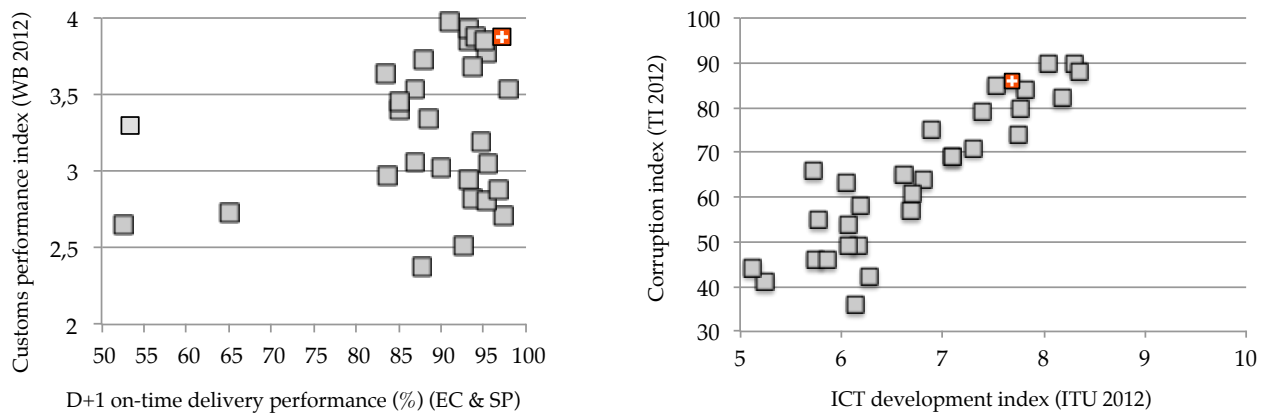 Customs performance index (WB 2012)
4
3,5
3
2,5
2
50 55 60 65 70 75 80 85 90 95 100
D+1 on-time delivery performance (%) (EC & SP)
Corruption index (TI 2012)
100
90
80
70
60
50
40
30
5 6 7 8 9 10
ICT development index (ITU 2012)